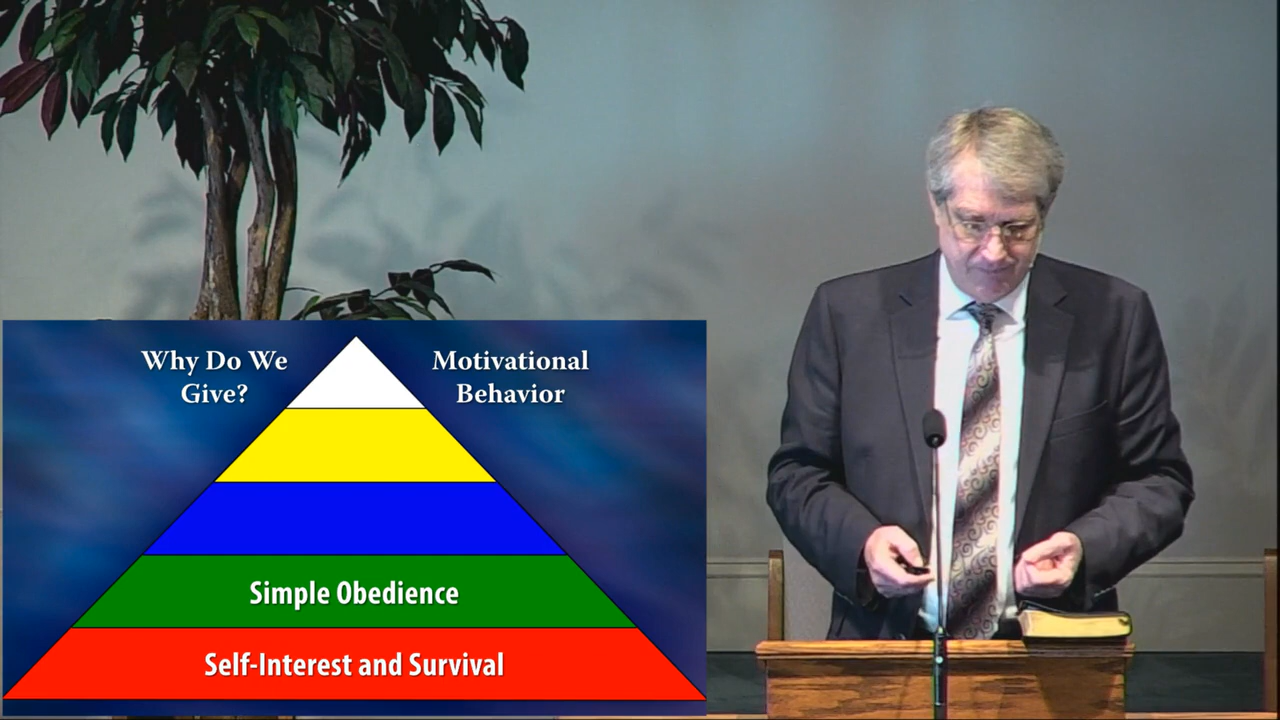 Why Do We
Give?
Motivational
Behavior
Simple Obedience
Self-Interest and Survival